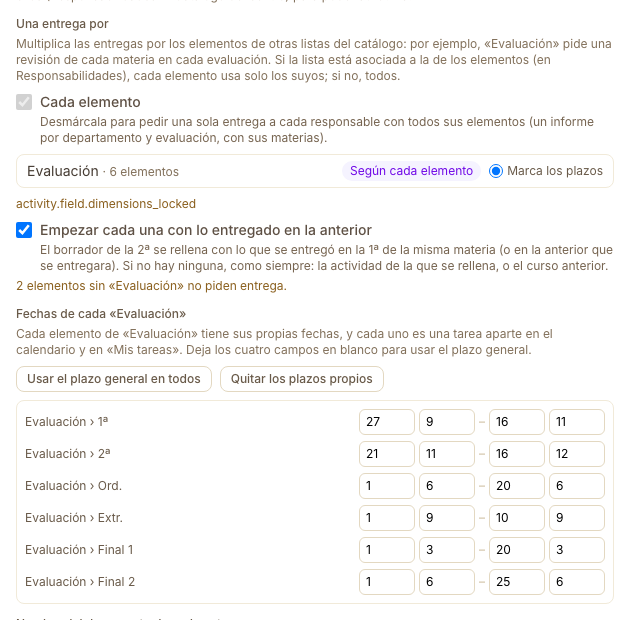 Una entrega por
Multiplica las entregas por los elementos de otras listas del catálogo: por ejemplo, «Evaluación» pide una
revisión de cada materia en cada evaluación. Si la lista está asociada a la de los elementos (en
Responsabilidades), cada elemento usa solo los suyos; si no, todos.
Cada elemento
Desmárcala para pedir una sola entrega a cada responsable con todos sus elementos (un informe
por departamento y evaluación, con sus materias).
Evaluación · 6 elementos Según cada elemento Marca los plazos
activity.field.dimensions_locked
Empezar cada una con lo entregado en la anterior
El borrador de la 2ª se rellena con lo que se entregó en la 1ª de la misma materia (o en la anterior que
se entregara). Si no hay ninguna, como siempre: la actividad de la que se rellena, o el curso anterior.
2 elementos sin «Evaluación» no piden entrega.
Fechas de cada «Evaluación»
Cada elemento de «Evaluación» tiene sus propias fechas, y cada uno es una tarea aparte en el
calendario y en «Mis tareas». Deja los cuatro campos en blanco para usar el plazo general.
Usar el plazo general en todos Quitar los plazos propios
Evaluación › 1ª 27 9 – 16 11
Evaluación › 2ª 21 11 – 16 12
Evaluación › Ord. 1 6 – 20 6
Evaluación › Extr. 1 9 – 10 9
Evaluación › Final 1 1 3 – 20 3
Evaluación › Final 2 1 6 – 25 6